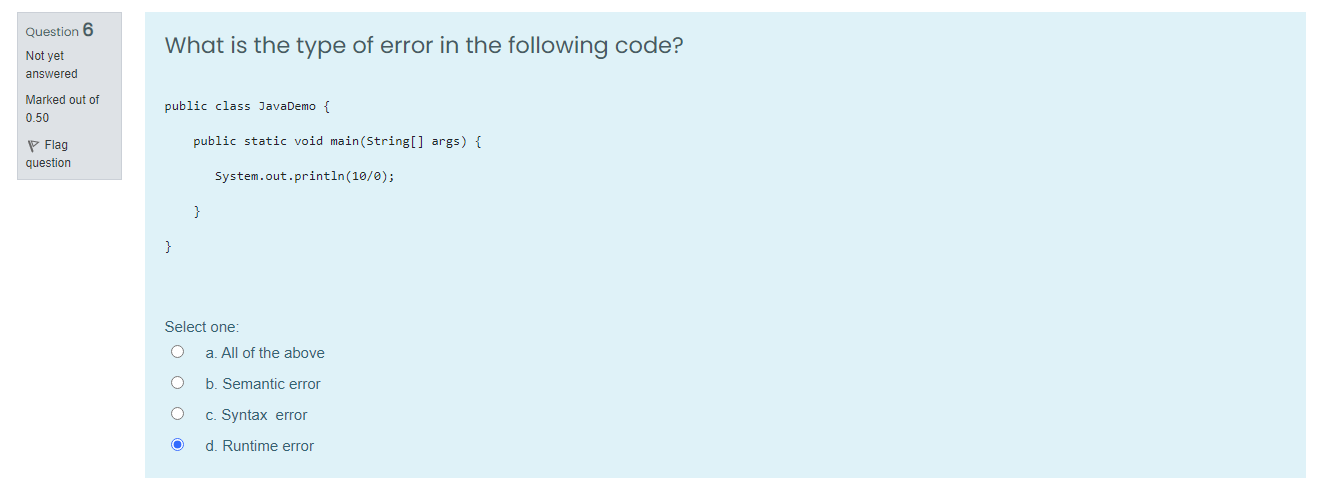 Question 6
Not yet
answered
Marked out of
0.50
Flag
question
What is the type of error in the following code?
public class JavaDemo {
public static void main(String[] args) {
System.out.println(10/0);
}
}
Select one:
a. All of the above
b. Semantic error
c. Syntax error
d. Runtime error